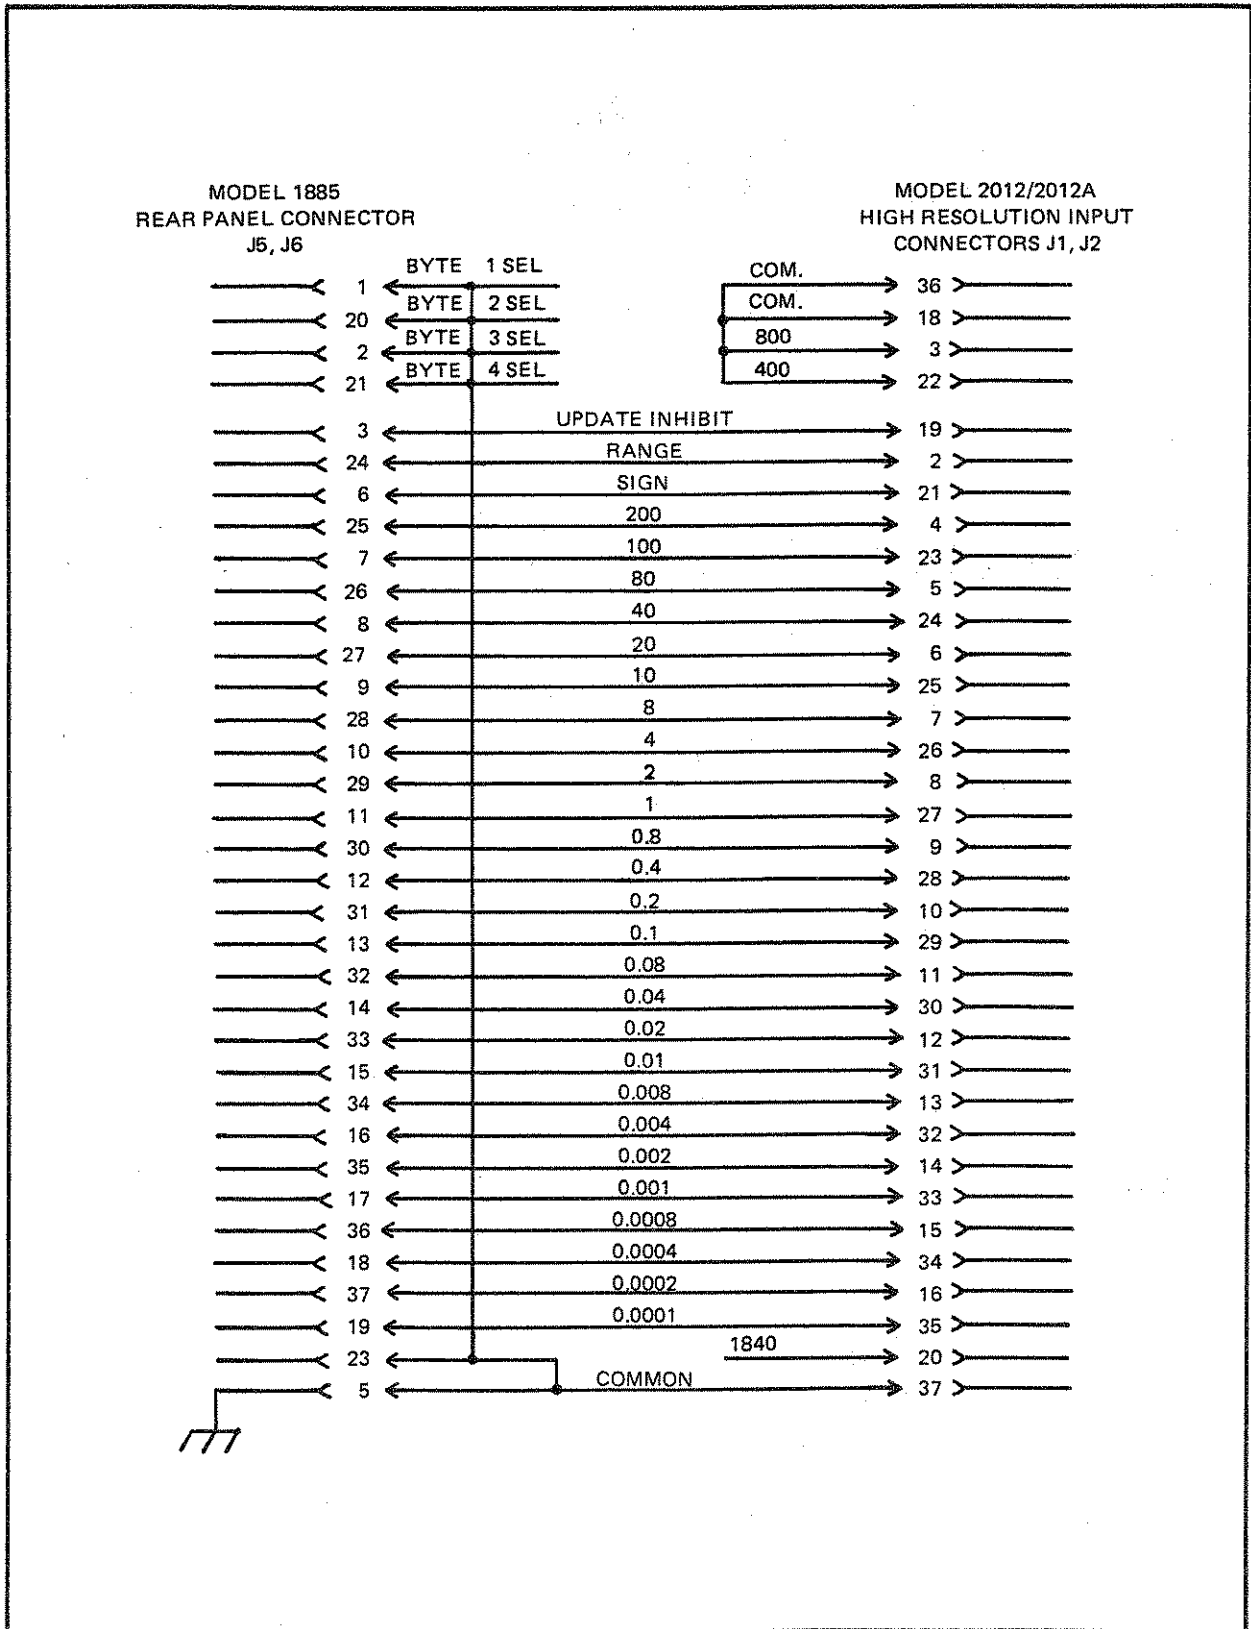 MODEL 1885
REAR PANEL CONNECTOR
J5, J6
MODEL 2012/2012A
HIGH RESOLUTION INPUT
CONNECTORS J1, J2
1 BYTE 1 SEL COM. 36
20 BYTE 2 SEL COM. 18
2 BYTE 3 SEL 800 3
21 BYTE 4 SEL 400 22
3 UPDATE INHIBIT 19
24 RANGE 2
6 SIGN 21
25 200 4
7 100 23
26 80 5
8 40 24
27 20 6
9 10 25
28 8 7
10 4 26
29 2 8
11 1 27
30 0.8 9
12 0.4 28
31 0.2 10
13 0.1 29
32 0.08 11
14 0.04 30
33 0.02 12
15 0.01 31
34 0.008 13
16 0.004 32
35 0.002 14
17 0.001 33
36 0.0008 15
18 0.0004 34
37 0.0002 16
19 0.0001 35
23 1840 20
5 COMMON 37